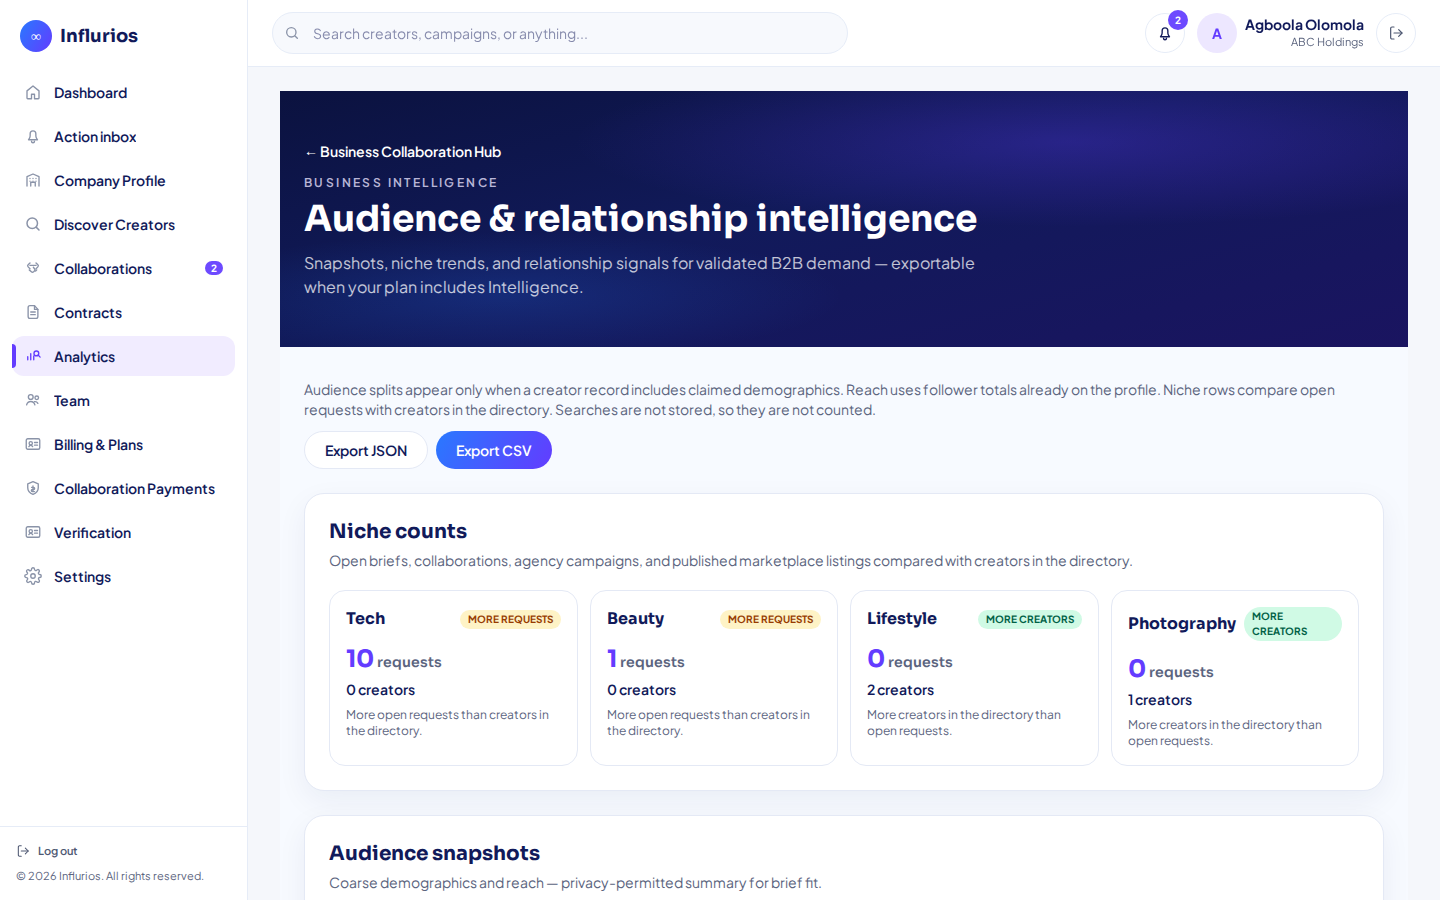 Influrios
Search creators, campaigns, or anything...
2
A
Agboola Olomola
ABC Holdings
Dashboard
Action inbox
Company Profile
Discover Creators
Collaborations
2
Contracts
Analytics
Team
Billing & Plans
Collaboration Payments
Verification
Settings
Log out
© 2026 Influrios. All rights reserved.
← Business Collaboration Hub
BUSINESS INTELLIGENCE
Audience & relationship intelligence
Snapshots, niche trends, and relationship signals for validated B2B demand — exportable
when your plan includes Intelligence.
Audience splits appear only when a creator record includes claimed demographics. Reach uses follower totals already on the profile. Niche rows compare open
requests with creators in the directory. Searches are not stored, so they are not counted.
Export JSON
Export CSV
Niche counts
Open briefs, collaborations, agency campaigns, and published marketplace listings compared with creators in the directory.
Tech
MORE REQUESTS
10 requests
0 creators
More open requests than creators in
the directory.
Beauty
MORE REQUESTS
1 requests
0 creators
More open requests than creators in
the directory.
Lifestyle
MORE CREATORS
0 requests
2 creators
More creators in the directory than
open requests.
Photography
MORE
CREATORS
0 requests
1 creators
More creators in the directory than
open requests.
Audience snapshots
Coarse demographics and reach — privacy-permitted summary for brief fit.